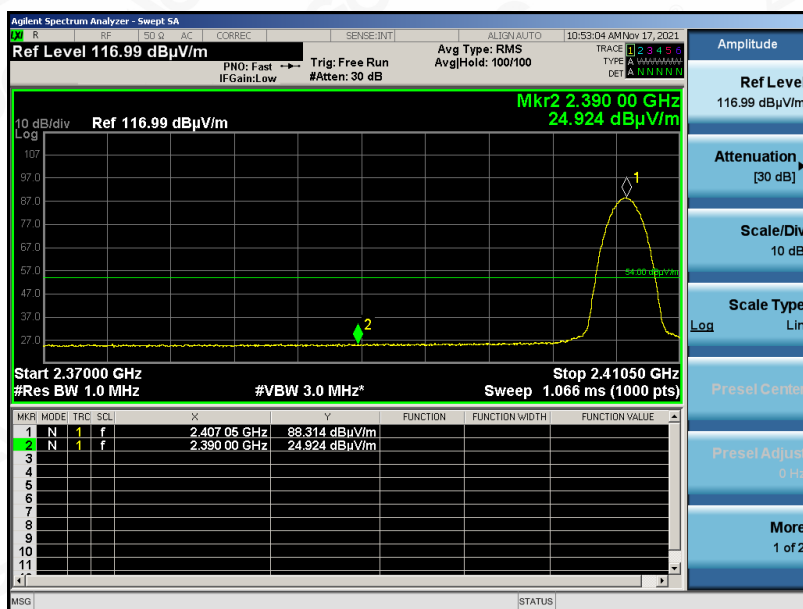 Agilent Spectrum Analyzer - Swept SA
LXI R RF 50 Ω AC CORREC SENSE:INT ALIGN AUTO 10:53:04 AM Nov 17, 2021
Ref Level 116.99 dBµV/m
PNO: Fast
IFGain:Low
Trig: Free Run
#Atten: 30 dB
Avg Type: RMS
Avg|Hold: 100/100
TRACE 1 2 3 4 5 6
TYPE A WWWWW
DET A N N N N N
Mkr2 2.390 00 GHz
24.924 dBµV/m
10 dB/div Ref 116.99 dBµV/m
Log
107
97.0
87.0
77.0
67.0
57.0
47.0
37.0
27.0
1
2
54.00 dBµV/m
Start 2.37000 GHz Stop 2.41050 GHz
#Res BW 1.0 MHz #VBW 3.0 MHz* Sweep 1.066 ms (1000 pts)
MKR MODE TRC SCL X Y FUNCTION FUNCTION WIDTH FUNCTION VALUE
1 N 1 f 2.407 05 GHz 88.314 dBµV/m
2 N 1 f 2.390 00 GHz 24.924 dBµV/m
3
4
5
6
7
8
9
10
11
MSG STATUS
Amplitude
Ref Level
116.99 dBµV/m
Attenuation
[30 dB]
Scale/Div
10 dB
Scale Type
Log Lin
Presel Center
Presel Adjust
0 Hz
More
1 of 2